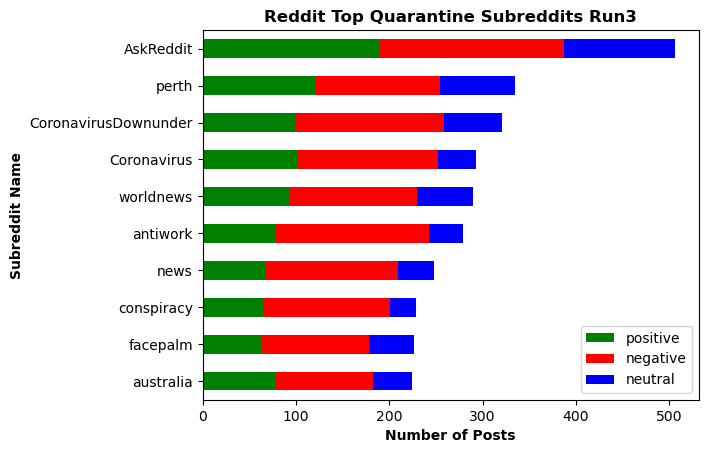 Reddit Top Quarantine Subreddits Run3
AskReddit
perth
CoronavirusDownunder
Coronavirus
worldnews
antiwork
news
conspiracy
facepalm
australia
Subreddit Name
positive
negative
neutral
0 100 200 300 400 500
Number of Posts